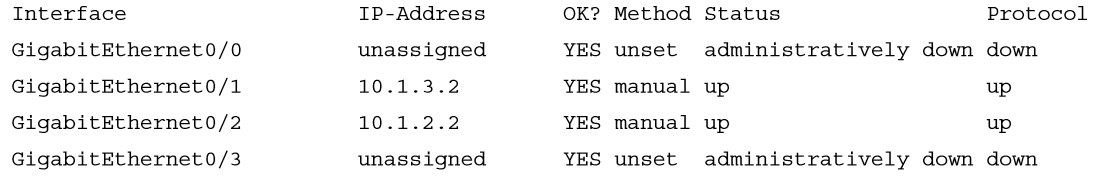 Interface IP-Address OK? Method Status Protocol
GigabitEthernet0/0 unassigned YES unset administratively down down
GigabitEthernet0/1 10.1.3.2 YES manual up up
GigabitEthernet0/2 10.1.2.2 YES manual up up
GigabitEthernet0/3 unassigned YES unset administratively down down